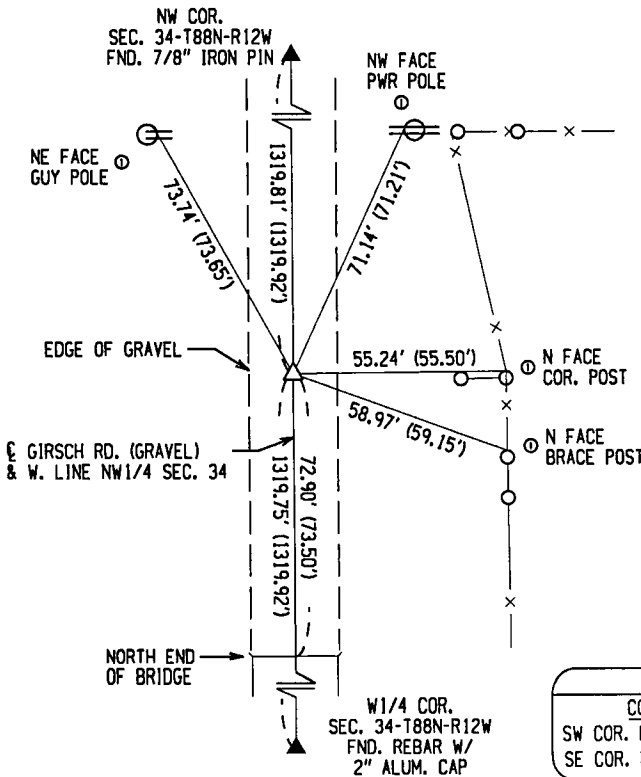 NW COR.
SEC. 34-T88N-R12W
FND. 7/8" IRON PIN
NW FACE
PWR POLE
①
NE FACE
GUY POLE ①
73.74' (73.65')
1319.81' (1319.92')
71.14' (71.21')
EDGE OF GRAVEL
55.24' (55.50')
① N FACE
COR. POST
58.97' (59.15')
① N FACE
BRACE POST
℄ GIRSCH RD. (GRAVEL)
& W. LINE NW1/4 SEC. 34
72.90' (73.50')
1319.75' (1319.92')
NORTH END
OF BRIDGE
W1/4 COR.
SEC. 34-T88N-R12W
FND. REBAR W/
2" ALUM. CAP
SW COR.
SE COR.